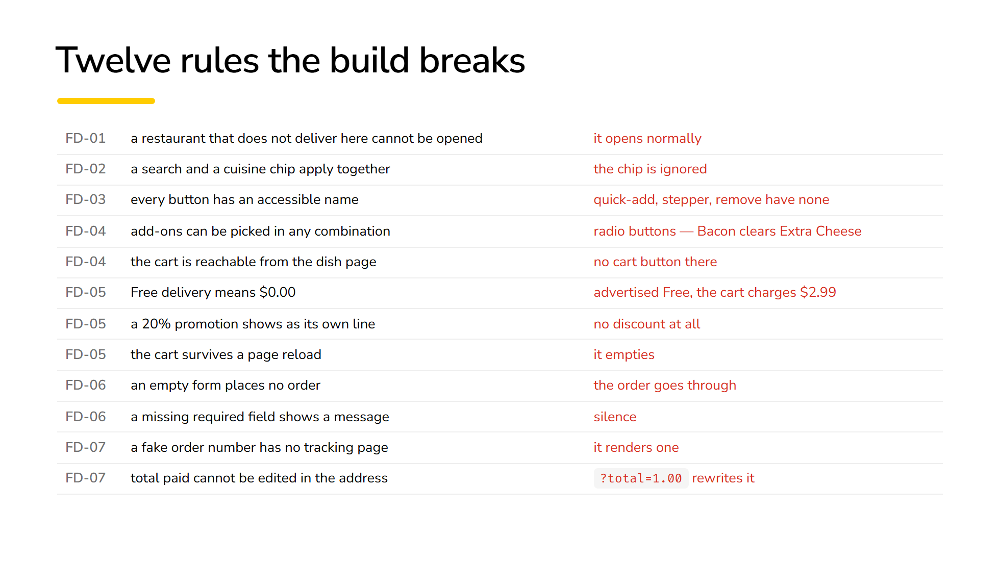 Twelve rules the build breaks
FD-01 a restaurant that does not deliver here cannot be opened it opens normally
FD-02 a search and a cuisine chip apply together the chip is ignored
FD-03 every button has an accessible name quick-add, stepper, remove have none
FD-04 add-ons can be picked in any combination radio buttons — Bacon clears Extra Cheese
FD-04 the cart is reachable from the dish page no cart button there
FD-05 Free delivery means $0.00 advertised Free, the cart charges $2.99
FD-05 a 20% promotion shows as its own line no discount at all
FD-05 the cart survives a page reload it empties
FD-06 an empty form places no order the order goes through
FD-06 a missing required field shows a message silence
FD-07 a fake order number has no tracking page it renders one
FD-07 total paid cannot be edited in the address ?total=1.00 rewrites it